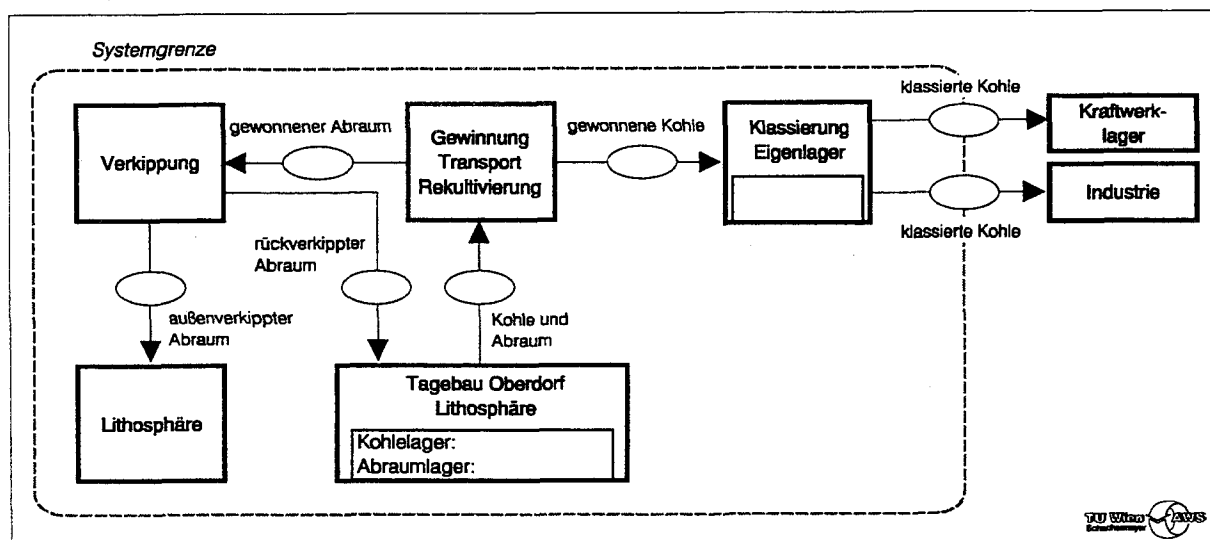 Systemgrenze
klassierte Kohle
Verkippung
gewonnener Abraum
Gewinnung
Transport
Rekultivierung
gewonnene Kohle
Klassierung
Eigenlager
Kraftwerk-
lager
Industrie
klassierte Kohle
rückverkippter
Abraum
außenverkippter
Abraum
Kohle und
Abraum
Lithosphäre
Tagebau Oberdorf
Lithosphäre
Kohlelager:
Abraumlager:
TU Wien
AWS